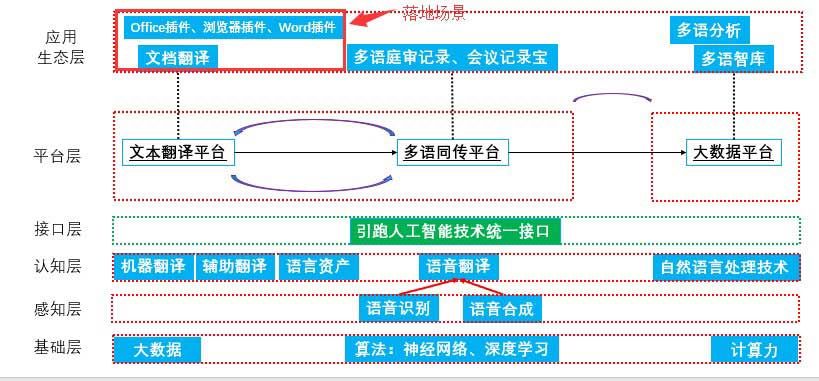 落地场景
应用
生态层
Office插件、浏览器插件、Word插件
文档翻译
多语庭审记录、会议记录宝
多语分析
多语智库
平台层
文本翻译平台
多语同传平台
大数据平台
接口层
引跑人工智能技术统一接口
认知层
机器翻译
辅助翻译
语言资产
语音翻译
自然语言处理技术
感知层
语音识别
语音合成
基础层
大数据
算法：神经网络、深度学习
计算力